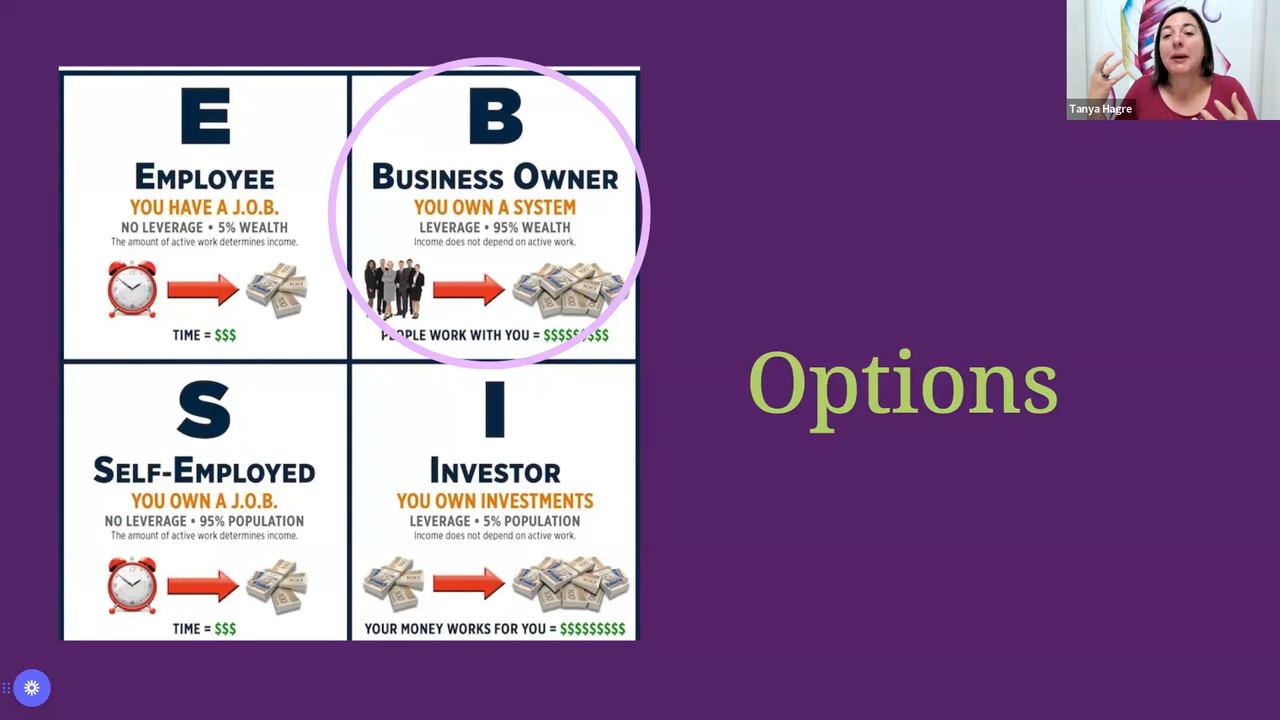 E
EMPLOYEE
YOU HAVE A J.O.B.
NO LEVERAGE • 5% WEALTH
The amount of active work determines income.
TIME = $$$
B
BUSINESS OWNER
YOU OWN A SYSTEM
LEVERAGE • 95% WEALTH
Income does not depend on active work.
PEOPLE WORK WITH YOU = $$$$$$$$$
S
SELF-EMPLOYED
YOU OWN A J.O.B.
NO LEVERAGE • 95% POPULATION
The amount of active work determines income.
TIME = $$$
I
INVESTOR
YOU OWN INVESTMENTS
LEVERAGE • 5% POPULATION
Income does not depend on active work.
YOUR MONEY WORKS FOR YOU = $$$$$$$$$
Options
Tanya Hagre